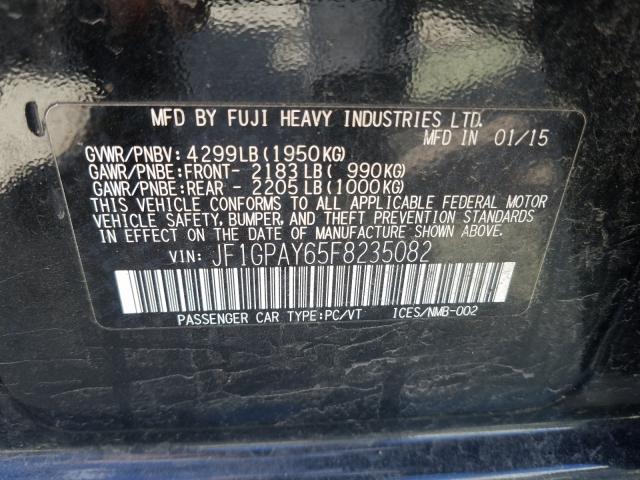 MFD BY FUJI HEAVY INDUSTRIES LTD.
MFD IN 01/15
GVWR/PNBV: 4299LB(1950KG)
GAWR/PNBE:FRONT- 2183LB( 990KG)
GAWR/PNBE:REAR - 2205LB(1000KG)
THIS VEHICLE CONFORMS TO ALL APPLICABLE FEDERAL MOTOR
VEHICLE SAFETY, BUMPER, AND THEFT PREVENTION STANDARDS
IN EFFECT ON THE DATE OF MANUFACTURE SHOWN ABOVE.
VIN: JF1GPAY65F8235082
PASSENGER CAR TYPE:PC/VT ICES/NMB-002